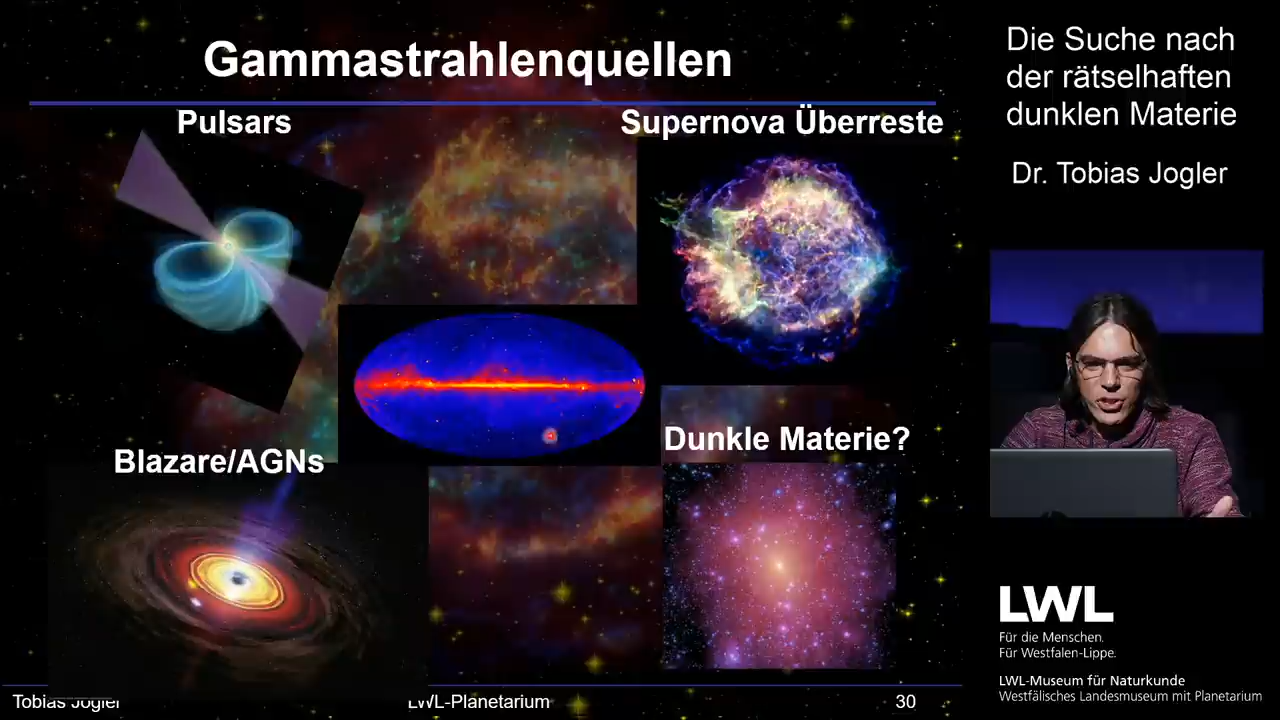 Gammastrahlenquellen
Pulsars
Supernova Überreste
Blazare/AGNs
Dunkle Materie?
Tobias Jogler
LWL-Planetarium
30
Die Suche nach
der rätselhaften
dunklen Materie
Dr. Tobias Jogler
LWL
Für die Menschen.
Für Westfalen-Lippe.
LWL-Museum für Naturkunde
Westfälisches Landesmuseum mit Planetarium